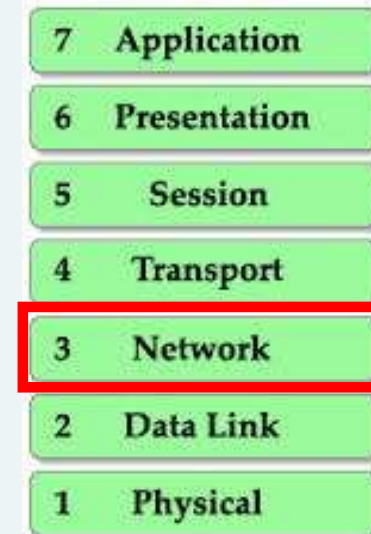 7 Application
6 Presentation
5 Session
4 Transport
3 Network
2 Data Link
1 Physical